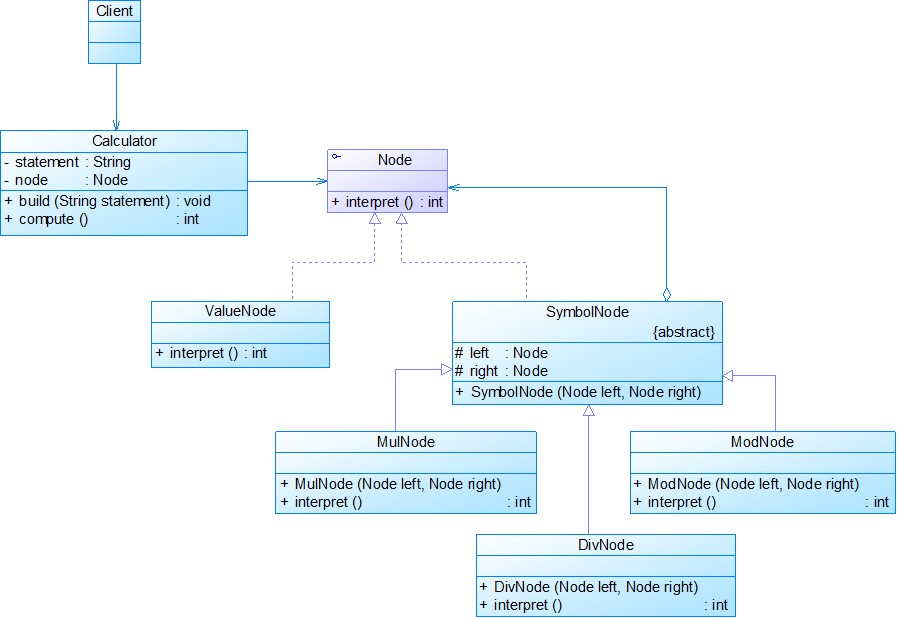 Client
Calculator
- statement : String
- node : Node
+ build (String statement) : void
+ compute () : int
Node
+ interpret () : int
ValueNode
+ interpret () : int
SymbolNode
{abstract}
# left : Node
# right : Node
+ SymbolNode (Node left, Node right)
MulNode
+ MulNode (Node left, Node right)
+ interpret () : int
ModNode
+ ModNode (Node left, Node right)
+ interpret () : int
DivNode
+ DivNode (Node left, Node right)
+ interpret () : int